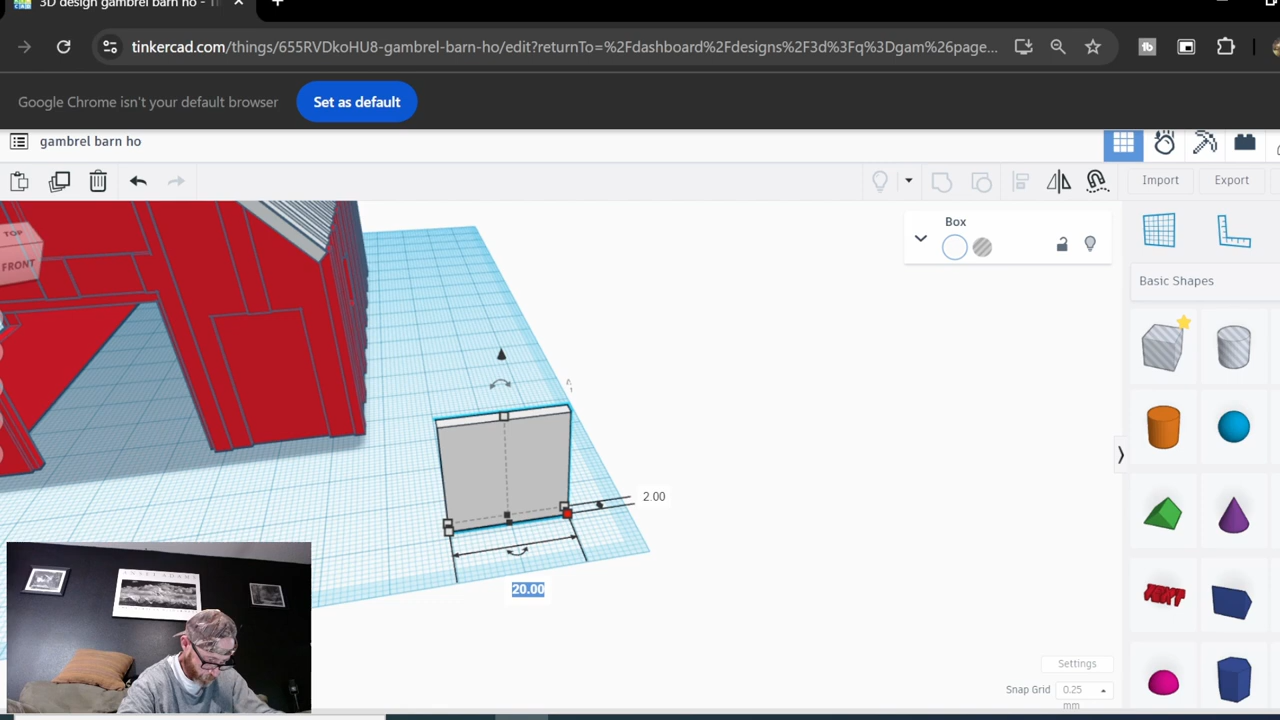 3D design gambrel barn ho - Ti
tinkercad.com/things/655RVDkoHU8-gambrel-barn-ho/edit?returnTo=%2Fdashboard%2Fdesigns%2F3d%3Fq%3Dgam%26page...
Google Chrome isn't your default browser
Set as default
gambrel barn ho
Import
Export
TOP
FRONT
Box
Basic Shapes
2.00
20.00
TEXT
Settings
Snap Grid
0.25
mm